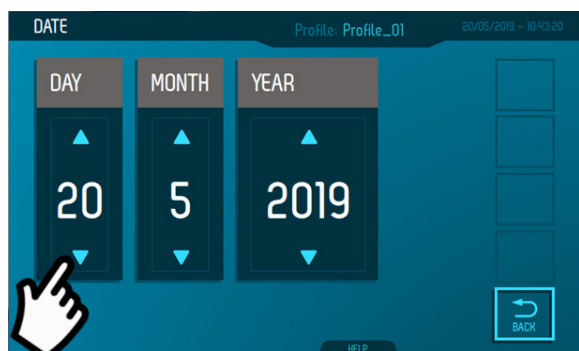 DATE
Profile: Profile_01
20/05/2019 - 10:43:20
DAY MONTH YEAR
20 5 2019
BACK
HELP